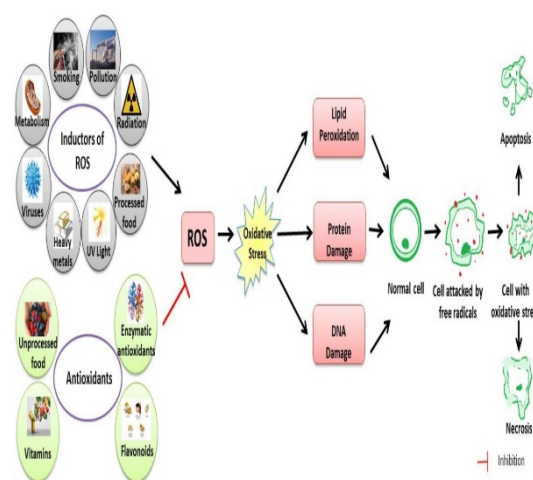 Smoking
Pollution
Metabolism
Radiation
Inductors of
ROS
Viruses
Processed
food
Heavy
metals
UV Light
Unprocessed
food
Enzymatic
antioxidants
Antioxidants
Vitamins
Flavonoids
ROS
Oxidative
Stress
Lipid
Peroxidation
Protein
Damage
DNA
Damage
Normal cell
Cell attacked by
free radicals
Apoptosis
Cell with
oxidative stre
Necrosis
Inhibition